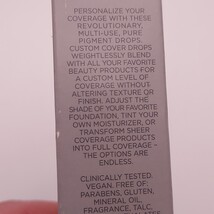 PERSONALIZE YOUR
COVERAGE WITH THESE
REVOLUTIONARY,
MULTI-USE, PURE
PIGMENT DROPS.
CUSTOM COVER DROPS
WEIGHTLESSLY BLEND
WITH ALL YOUR FAVORITE
BEAUTY PRODUCTS FOR
A CUSTOM LEVEL OF
COVERAGE WITHOUT
ALTERING TEXTURE OR
FINISH. ADJUST THE
SHADE OF YOUR FAVORITE
FOUNDATION, TINT YOUR
OWN MOISTURIZER, OR
TRANSFORM SHEER
COVERAGE PRODUCTS
INTO FULL COVERAGE –
THE OPTIONS ARE
ENDLESS.
CLINICALLY TESTED.
VEGAN. FREE OF:
PARABENS, GLUTEN,
MINERAL OIL,
FRAGRANCE, TALC,